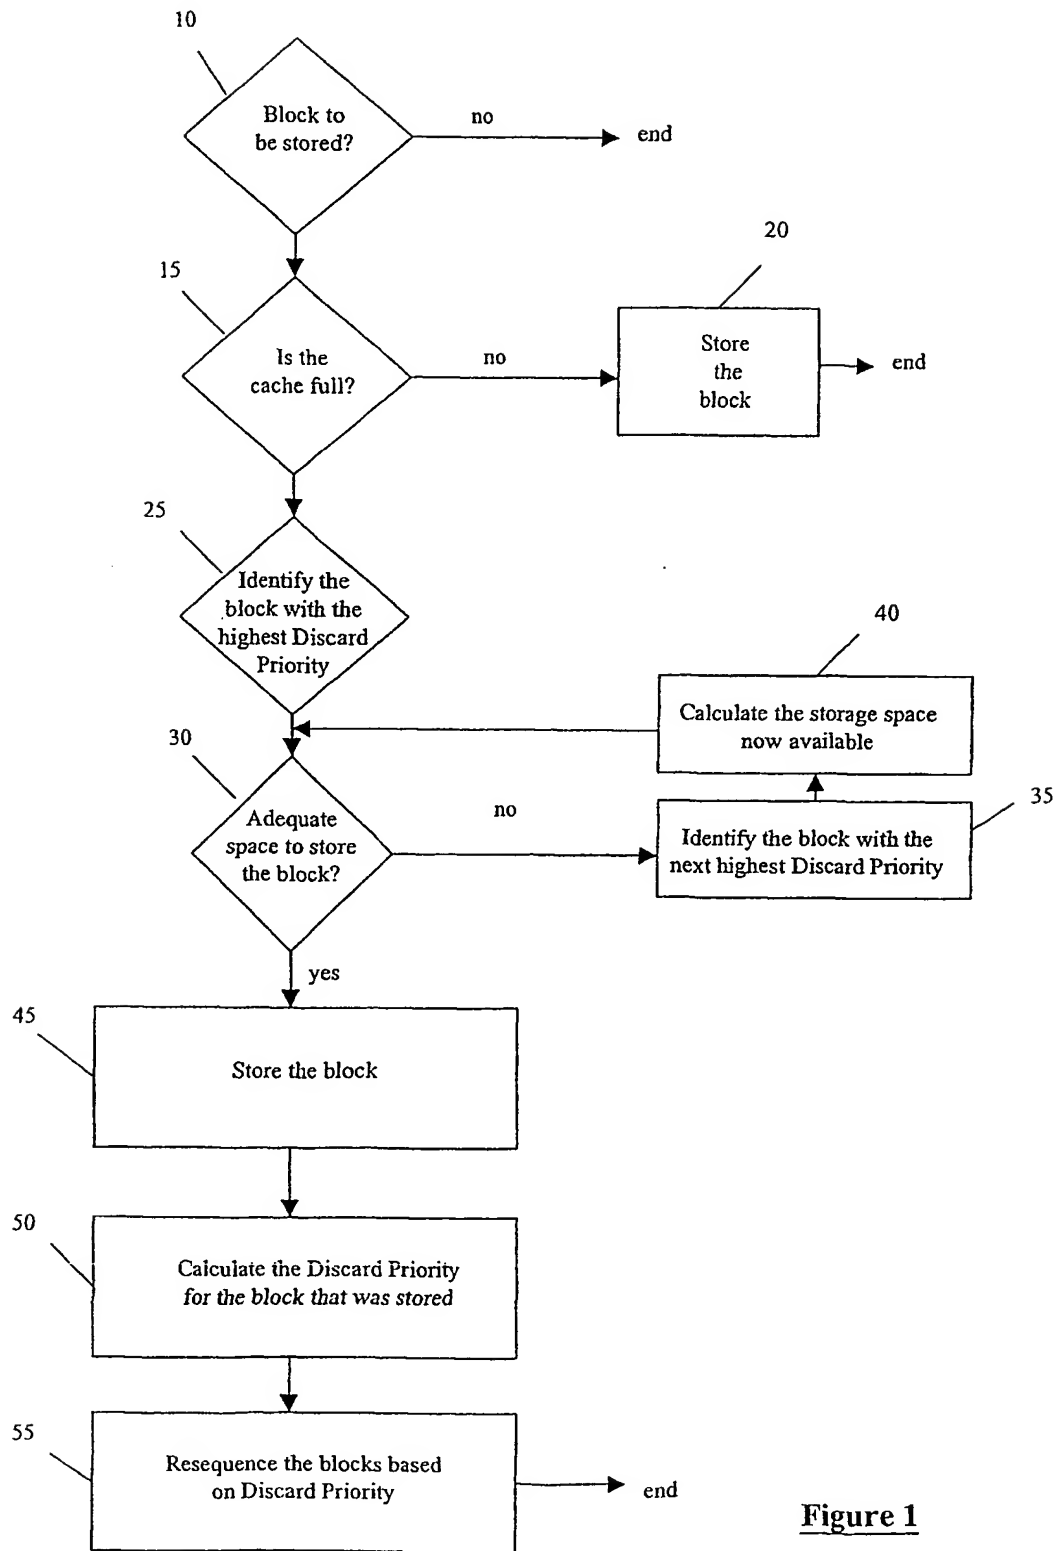 10
Block to
be stored?
no
end
15
20
Is the
cache full?
no
Store
the
block
end
25
Identify the
block with the
highest Discard
Priority
40
Calculate the storage space
now available
30
35
Adequate
space to store
the block?
no
Identify the block with the
next highest Discard Priority
yes
45
Store the block
50
Calculate the Discard Priority
for the block that was stored
55
Resequence the blocks based
on Discard Priority
end
Figure 1